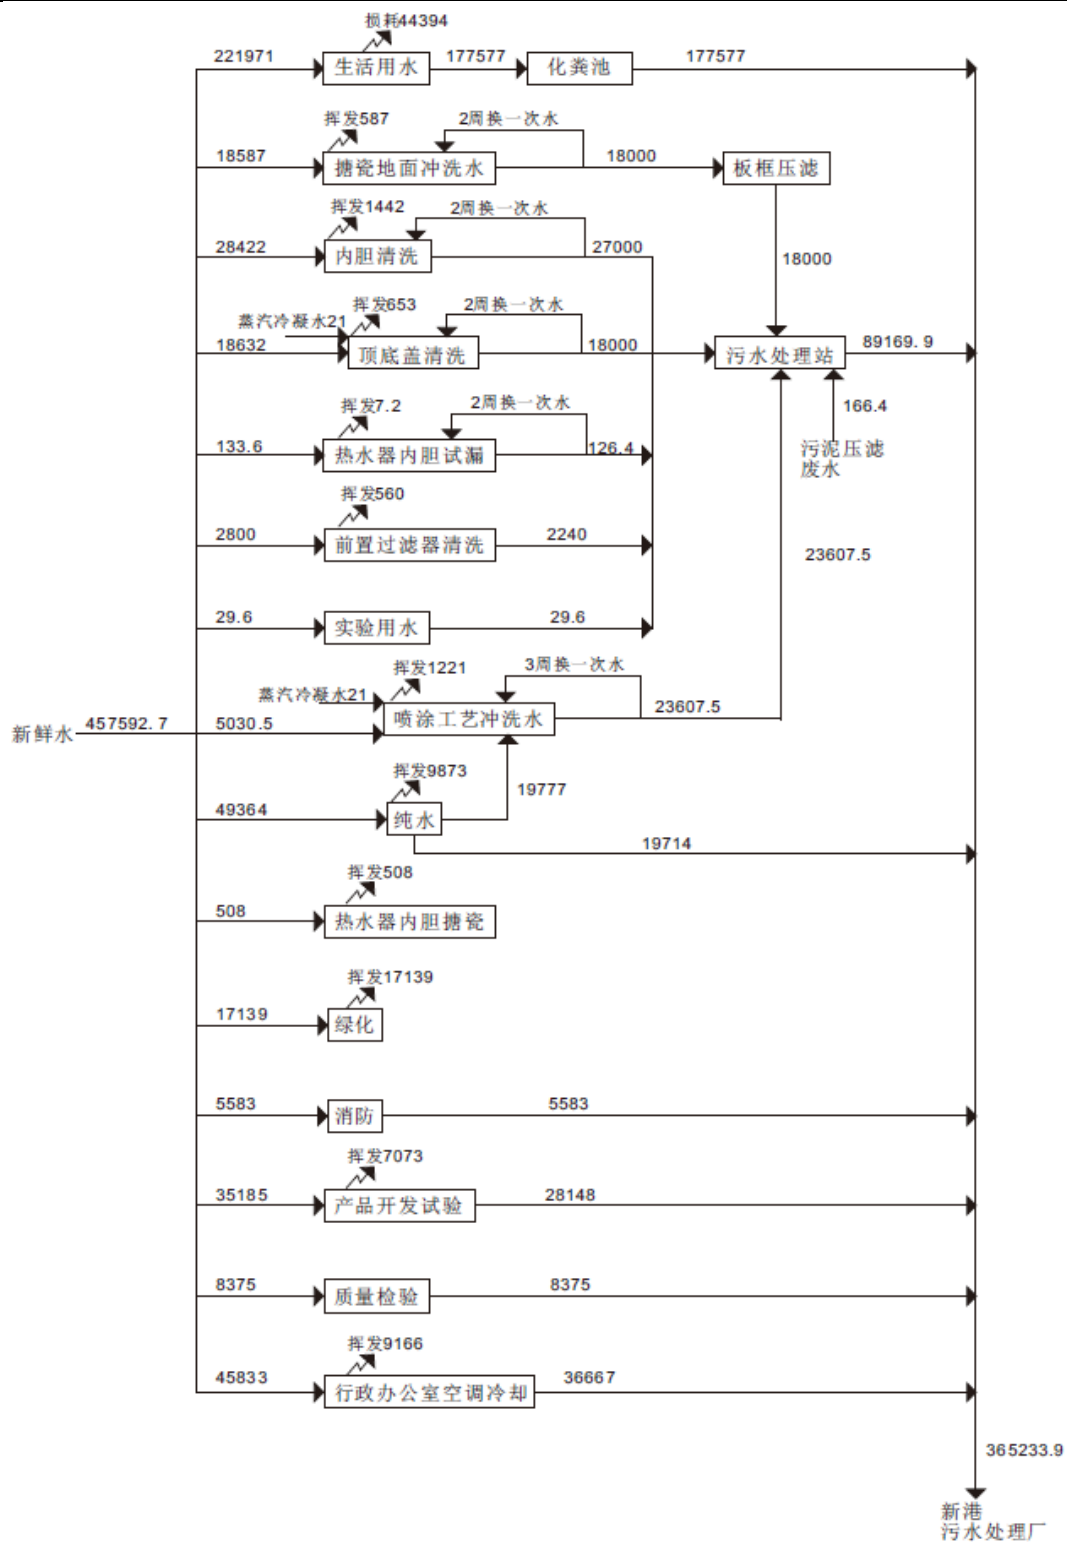 损耗44394
221971
生活用水
177577
化粪池
177577
挥发587
2周换一次水
18587
搪瓷地面冲洗水
18000
板框压滤
挥发1442
2周换一次水
28422
内胆清洗
27000
18000
挥发653
2周换一次水
蒸汽冷凝水21
18632
顶底盖清洗
18000
污水处理站
89169.9
挥发7.2
2周换一次水
166.4
133.6
热水器内胆试漏
126.4
污泥压滤
废水
挥发560
2800
前置过滤器清洗
2240
23607.5
29.6
实验用水
29.6
挥发1221
3周换一次水
蒸汽冷凝水21
喷涂工艺冲洗水
23607.5
新鲜水
457592.7
5030.5
挥发9873
19777
49364
纯水
19714
挥发508
508
热水器内胆搪瓷
挥发17139
17139
绿化
5583
消防
5583
挥发7073
35185
产品开发试验
28148
8375
质量检验
8375
挥发9166
45833
行政办公室空调冷却
36667
365233.9
新港
污水处理厂